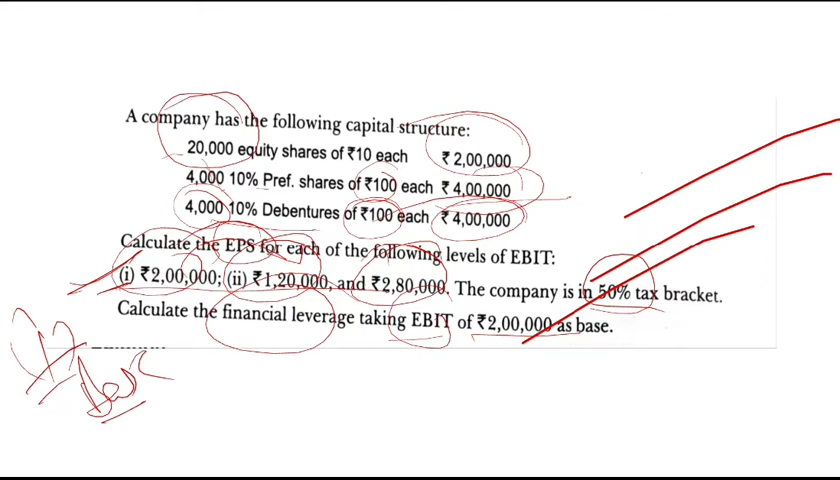 A company has the following capital structure:
20,000 equity shares of ₹10 each ₹ 2,00,000
4,000 10% Pref. shares of ₹100 each ₹ 4,00,000
4,000 10% Debentures of ₹100 each ₹ 4,00,000
Calculate the EPS for each of the following levels of EBIT:
(i) ₹2,00,000; (ii) ₹1,20,000, and ₹2,80,000. The company is in 50% tax bracket.
Calculate the financial leverage taking EBIT of ₹2,00,000 as base.